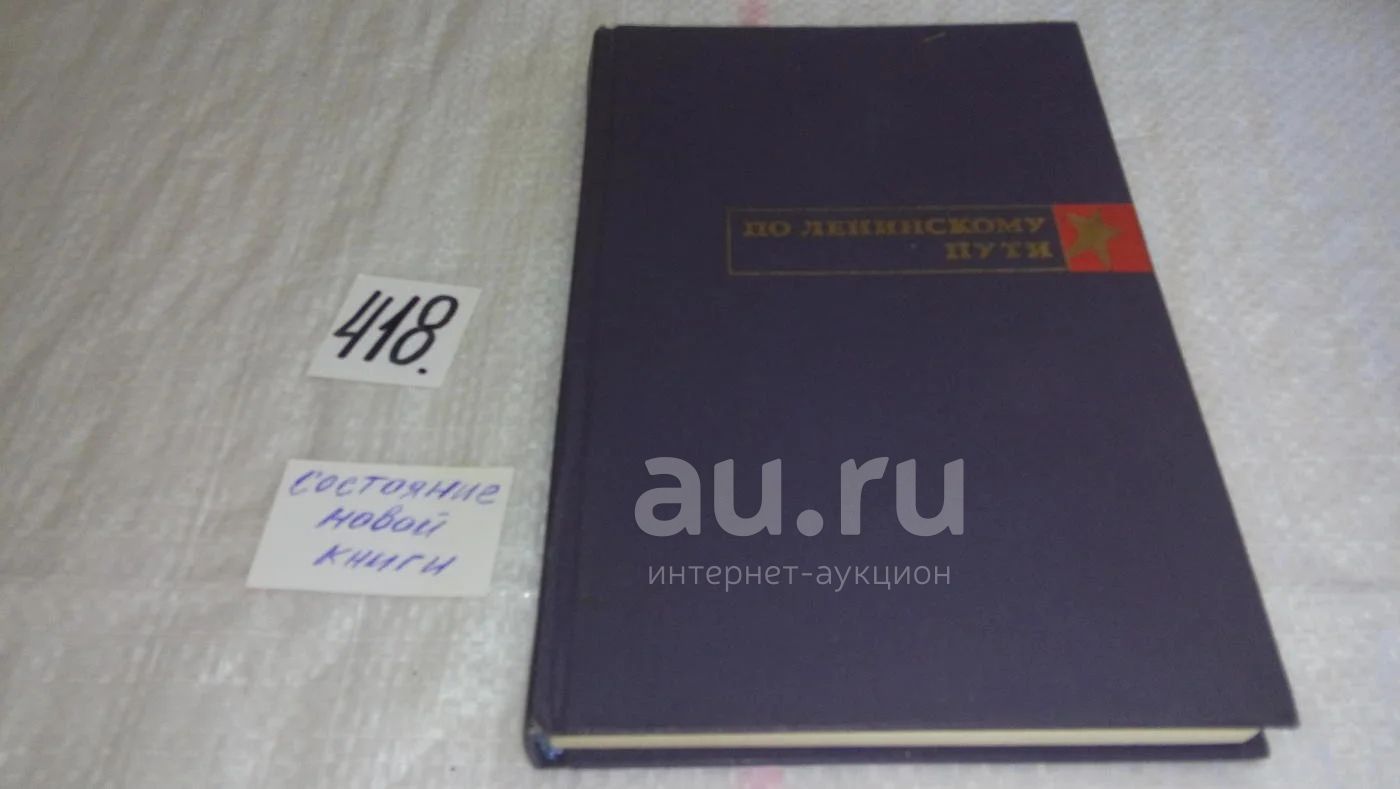 ПО ЛЕНИНСКОМУ
ПУТИ
418.
состояние
новой
книги
au.ru
интернет-аукцион